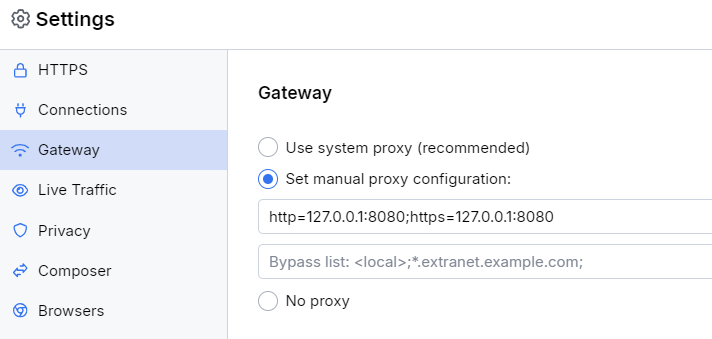 Settings
HTTPS
Connections
Gateway
Live Traffic
Privacy
Composer
Browsers
Gateway
Use system proxy (recommended)
Set manual proxy configuration:
http=127.0.0.1:8080;https=127.0.0.1:8080
Bypass list: <local>;*.extranet.example.com;
No proxy